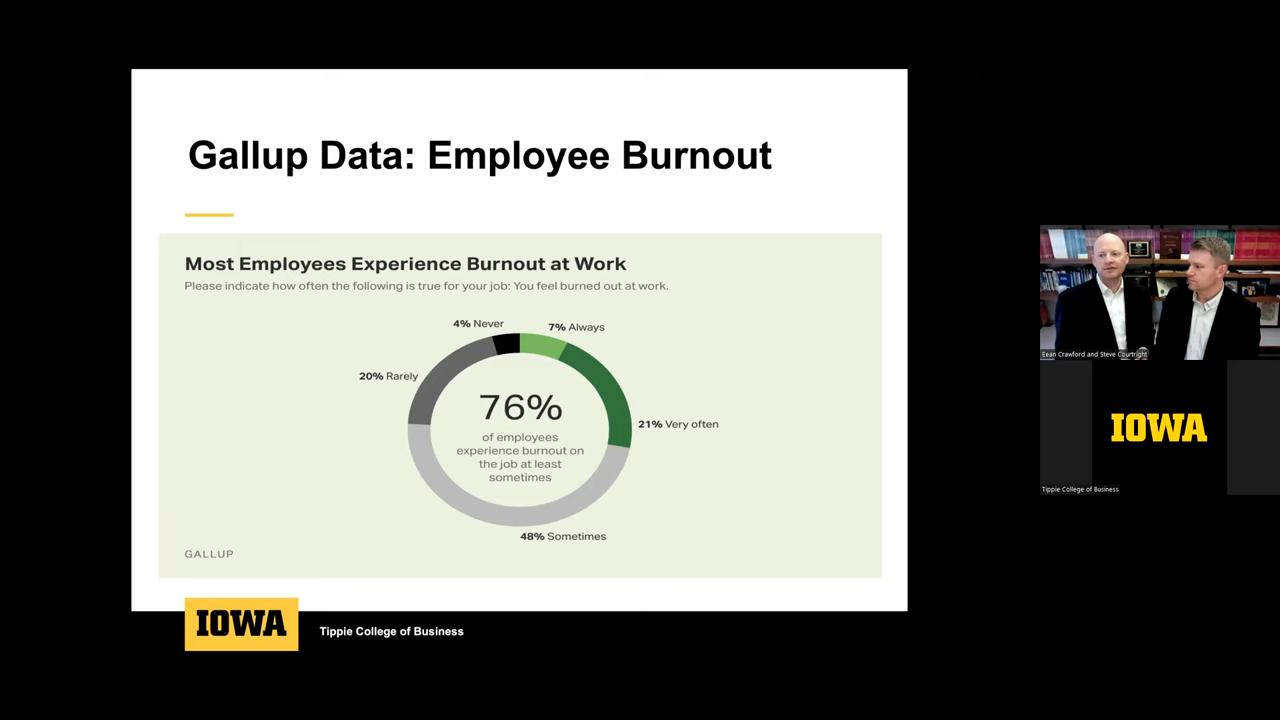 Gallup Data: Employee Burnout
Most Employees Experience Burnout at Work
Please indicate how often the following is true for your job: You feel burned out at work.
4% Never
7% Always
20% Rarely
76%
of employees
experience burnout on
the job at least
sometimes
21% Very often
48% Sometimes
GALLUP
IOWA
Tippie College of Business
Eean Crawford and Steve Courtright
IOWA
Tippie College of Business